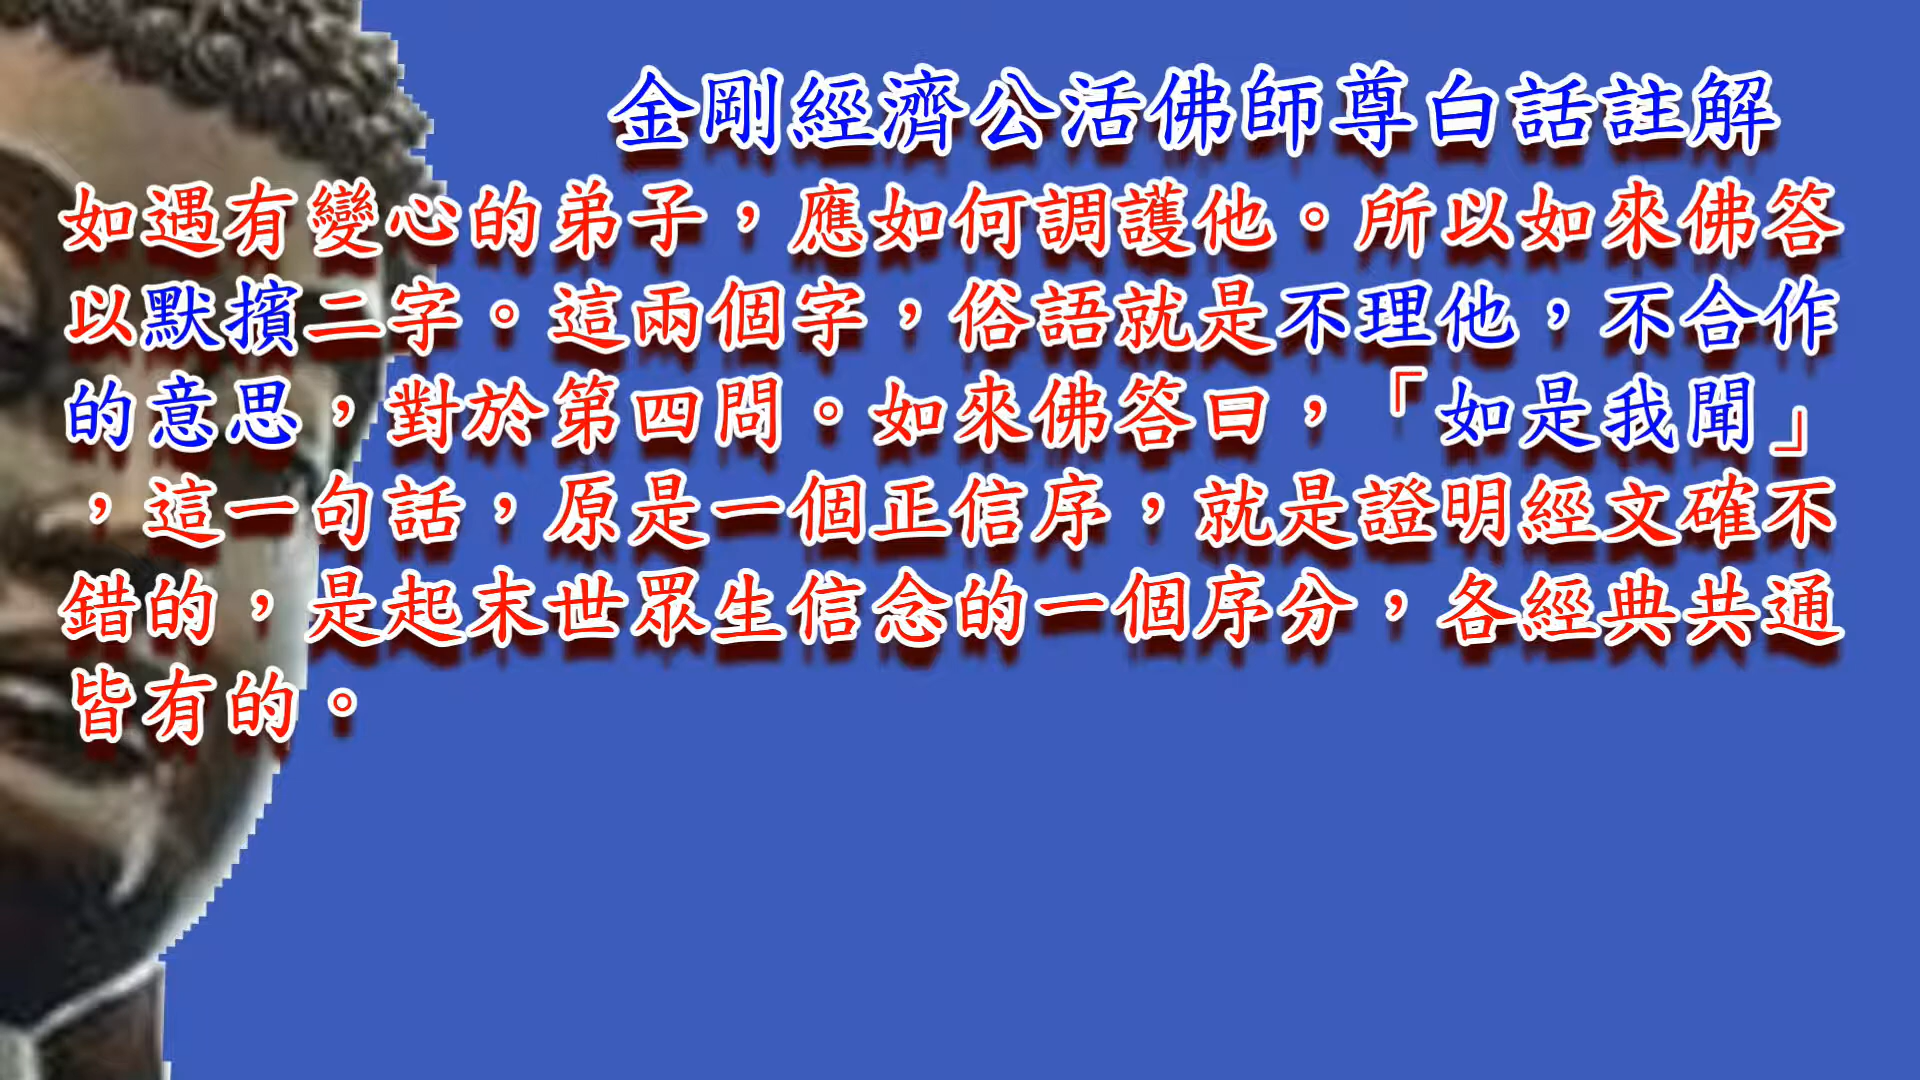 金剛經濟公活佛師尊白話註解
如遇有變心的弟子，應如何調護他。所以如來佛答
以默擯二字。這兩個字，俗語就是不理他，不合作
的意思，對於第四問。如來佛答曰，「如是我聞」
，這一句話，原是一個正信序，就是證明經文確不
錯的，是起末世眾生信念的一個序分，各經典共通
皆有的。